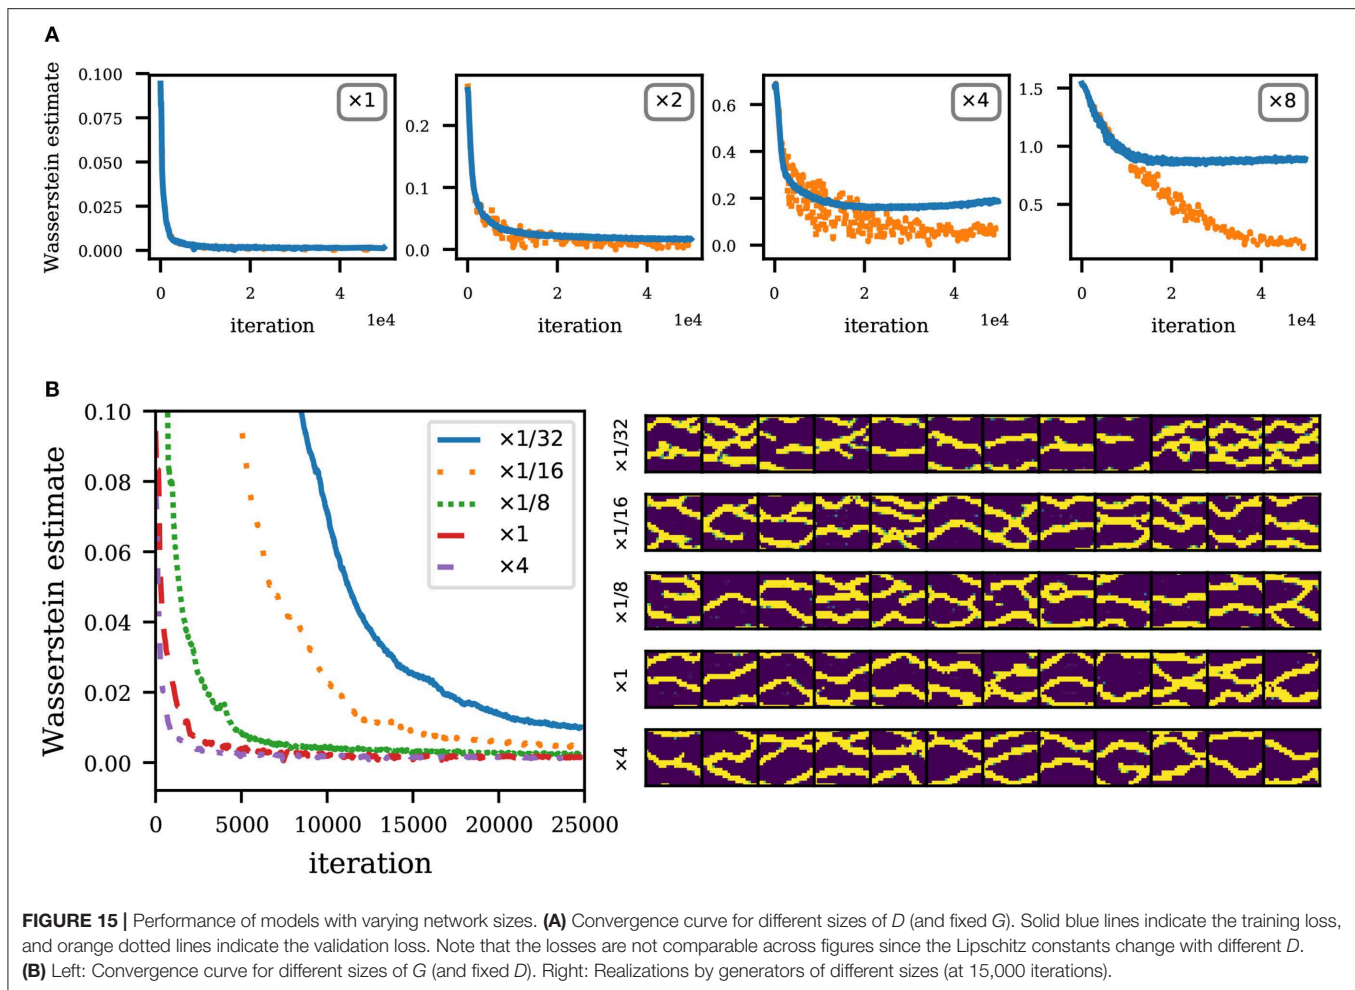 A
Wasserstein estimate
0.100
0.075
0.050
0.025
0.000
×1
0 2 4
iteration 1e4
0.2
0.1
0.0
×2
0 2 4
iteration 1e4
0.6
0.4
0.2
0.0
×4
0 2 4
iteration 1e4
1.5
1.0
0.5
×8
0 2 4
iteration 1e4
B
Wasserstein estimate
0.10
0.08
0.06
0.04
0.02
0.00
×1/32
×1/16
×1/8
×1
×4
0 5000 10000 15000 20000 25000
iteration
×1/32
×1/16
×1/8
×1
×4
FIGURE 15 | Performance of models with varying network sizes. (A) Convergence curve for different sizes of D (and fixed G). Solid blue lines indicate the training loss,
and orange dotted lines indicate the validation loss. Note that the losses are not comparable across figures since the Lipschitz constants change with different D.
(B) Left: Convergence curve for different sizes of G (and fixed D). Right: Realizations by generators of different sizes (at 15,000 iterations).